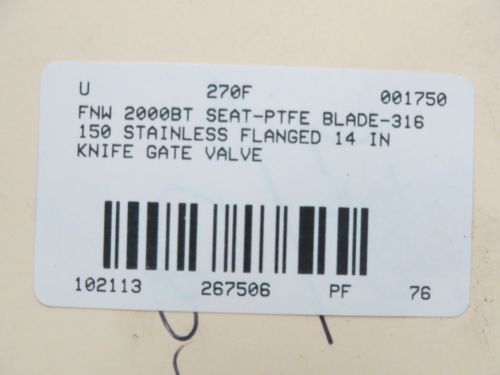 U 270F 001750
FNW 2000BT SEAT-PTFE BLADE-316
150 STAINLESS FLANGED 14 IN
KNIFE GATE VALVE
102113 267506 PF 76